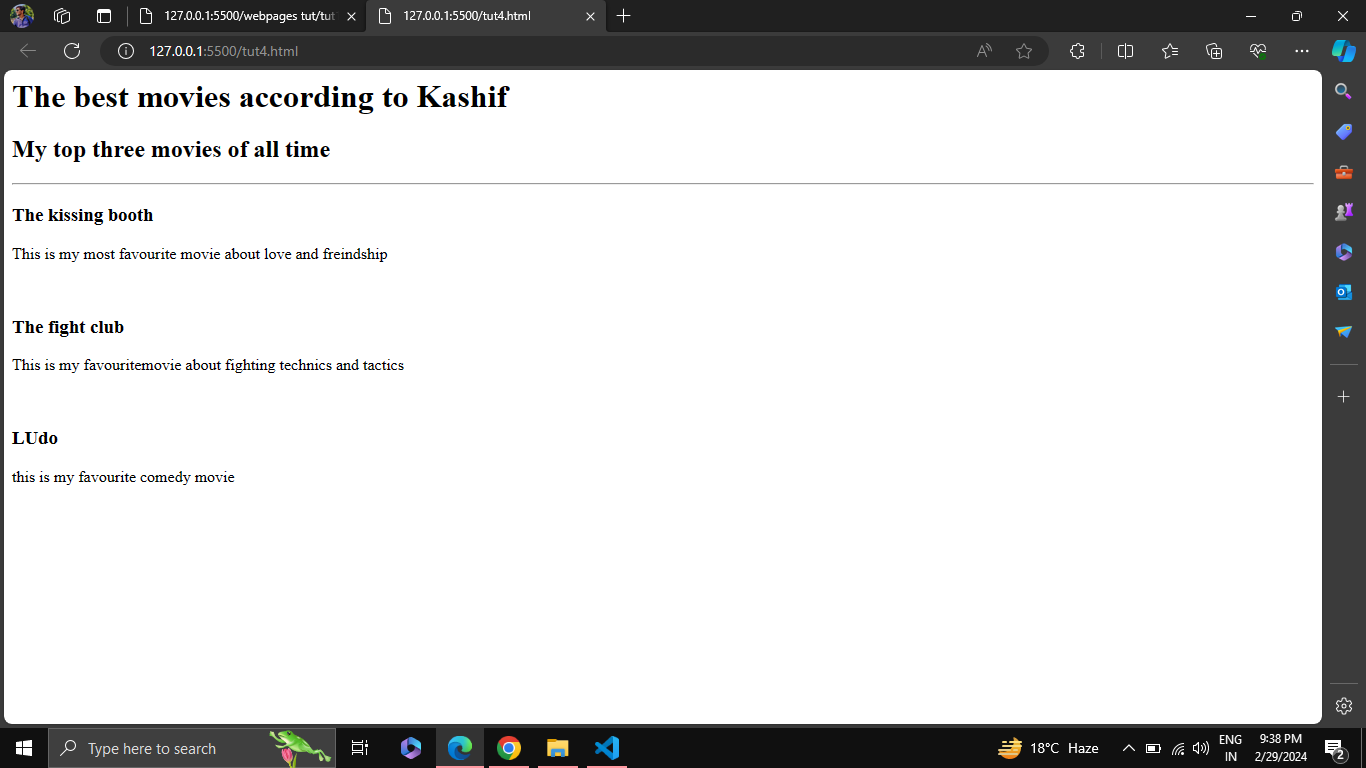 127.0.0.1:5500/webpages tut/tut
127.0.0.1:5500/tut4.html
127.0.0.1:5500/tut4.html
The best movies according to Kashif
My top three movies of all time
The kissing booth
This is my most favourite movie about love and freindship
The fight club
This is my favouritemovie about fighting technics and tactics
LUdo
this is my favourite comedy movie
Type here to search
18°C Haze
ENG
IN
9:38 PM
2/29/2024
2